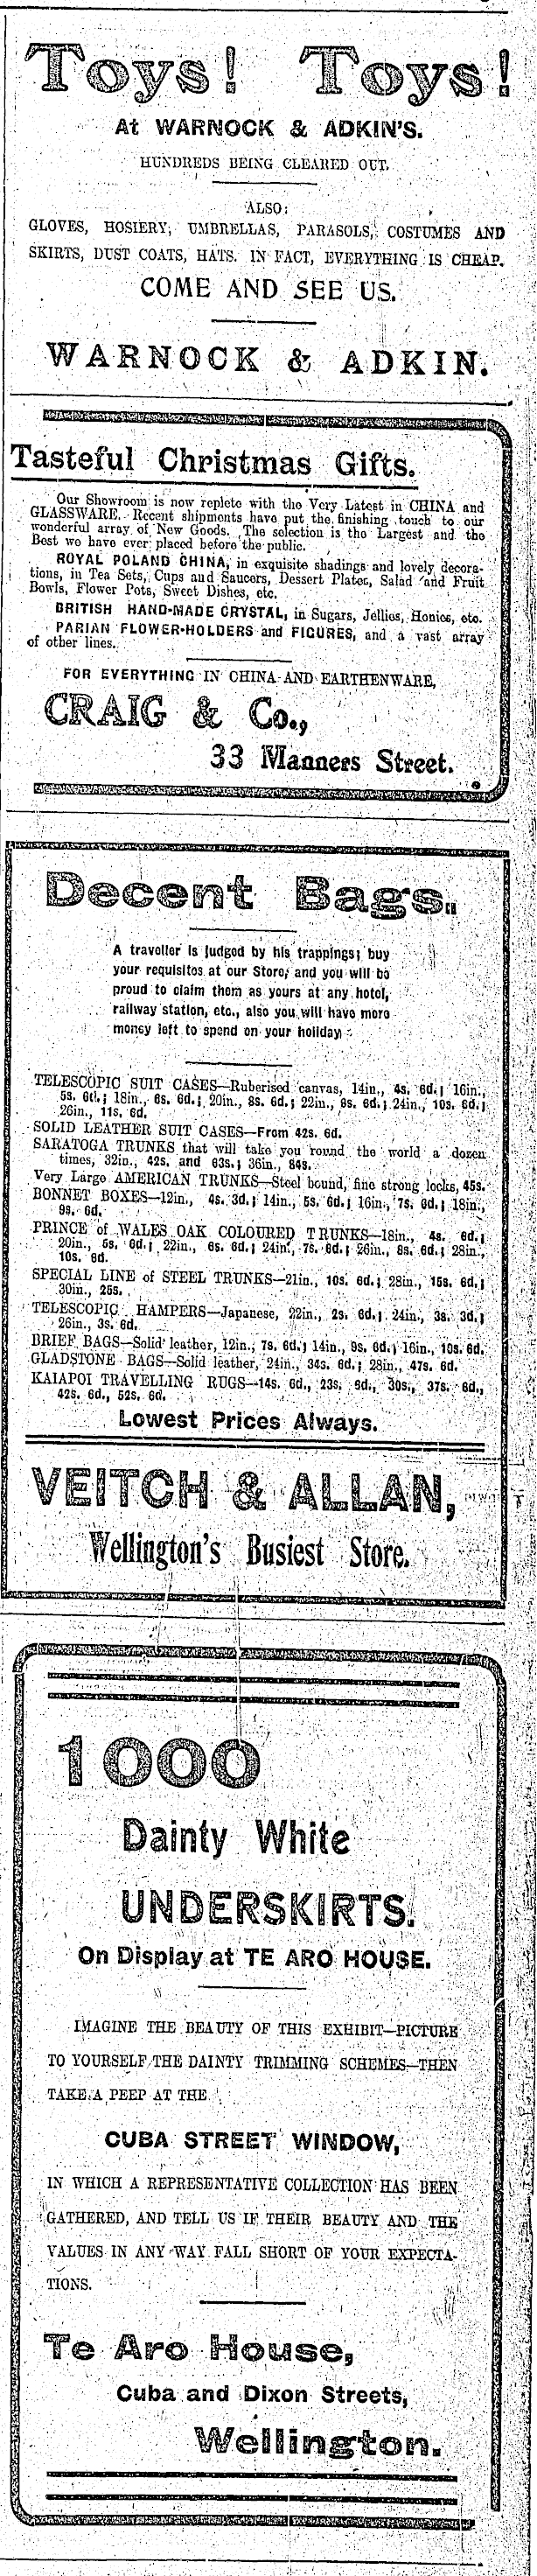 Toys! Toys!
At WARNOCK & ADKIN'S.
HUNDREDS BEING CLEARED OUT.
ALSO:
GLOVES, HOSIERY, UMBRELLAS, PARASOLS, COSTUMES AND
SKIRTS, DUST COATS, HATS. IN FACT, EVERYTHING IS CHEAP.
COME AND SEE US.
WARNOCK & ADKIN.
Tasteful Christmas Gifts.
Our Showroom is now replete with the Very Latest in CHINA and
GLASSWARE. Recent shipments have put the finishing touch to our
wonderful array of New Goods. The selection is the Largest and the
Best we have ever placed before the public.
ROYAL POLAND CHINA, in exquisite shadings and lovely decora-
tions, in Tea Sets, Cups and Saucers, Dessert Plates, Salad and Fruit
Bowls, Flower Pots, Sweet Dishes, etc.
BRITISH HAND-MADE CRYSTAL, in Sugars, Jellies, Honies, etc.
PARIAN FLOWER-HOLDERS and FIGURES, and a vast array
of other lines.
FOR EVERYTHING IN CHINA AND EARTHENWARE,
CRAIG & Co.,
33 Manners Street.
Decent Bags.
A traveller is judged by his trappings; buy
your requisites at our Store, and you will be
proud to claim them as yours at any hotel,
railway station, etc., also you will have more
money left to spend on your holiday
TELESCOPIC SUIT CASES—Ruberised canvas, 14in., 4s. 6d.; 16in.,
5s. 6d.; 18in., 6s. 6d.; 20in., 8s. 6d.; 22in., 9s. 6d.; 24in., 10s. 6d.;
26in., 11s. 6d.
SOLID LEATHER SUIT CASES—From 42s. 6d.
SARATOGA TRUNKS that will take you round the world a dozen
times, 32in., 42s. and 63s.; 36in., 84s.
Very Large AMERICAN TRUNKS—Steel bound, fine strong locks, 45s.
BONNET BOXES—12in., 4s. 3d.; 14in., 5s. 6d.; 16in., 7s. 6d.; 18in.,
9s. 6d.
PRINCE of WALES OAK COLOURED TRUNKS—18in., 4s. 6d.;
20in., 5s. 6d.; 22in., 6s. 6d.; 24in., 7s. 6d.; 26in., 8s. 6d.; 28in.,
10s. 6d.
SPECIAL LINE of STEEL TRUNKS—21in., 10s. 6d.; 28in., 15s. 6d.;
30in., 25s.
TELESCOPIC HAMPERS—Japanese, 22in., 2s. 6d.; 24in., 3s. 3d.;
26in., 3s. 6d.
BRIEF BAGS—Solid leather, 12in., 7s. 6d.; 14in., 9s. 6d.; 16in., 10s. 6d.
GLADSTONE BAGS—Solid leather, 24in., 34s. 6d.; 28in., 47s. 6d.
KAIAPOI TRAVELLING RUGS—14s. 6d., 23s. 6d., 30s., 37s. 6d.,
42s. 6d., 52s. 6d.
Lowest Prices Always.
VEITCH & ALLAN,
Wellington's Busiest Store.
1000
Dainty White
UNDERSKIRTS.
On Display at TE ARO HOUSE.
IMAGINE THE BEAUTY OF THIS EXHIBIT—PICTURE
TO YOURSELF THE DAINTY TRIMMING SCHEMES—THEN
TAKE A PEEP AT THE
CUBA STREET WINDOW,
IN WHICH A REPRESENTATIVE COLLECTION HAS BEEN
GATHERED, AND TELL US IF THEIR BEAUTY AND THE
VALUES IN ANY WAY FALL SHORT OF YOUR EXPECTA-
TIONS.
Te Aro House,
Cuba and Dixon Streets,
Wellington.